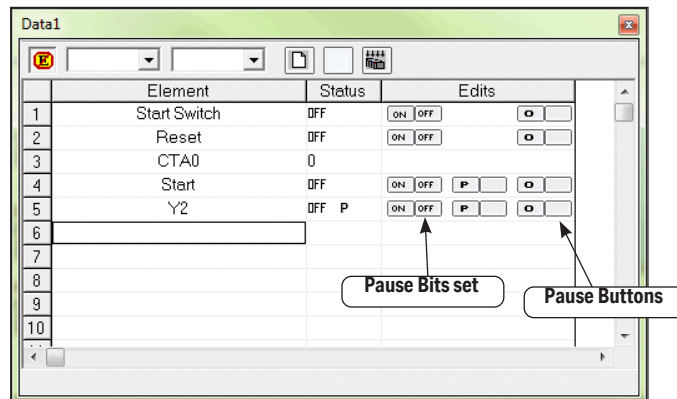 Data1
E
Element Status Edits
1 Start Switch OFF ON OFF O
2 Reset OFF ON OFF O
3 CTA0 0
4 Start OFF ON OFF P O
5 Y2 OFF P ON OFF P O
6
7
8
9
10
Pause Bits set
Pause Buttons